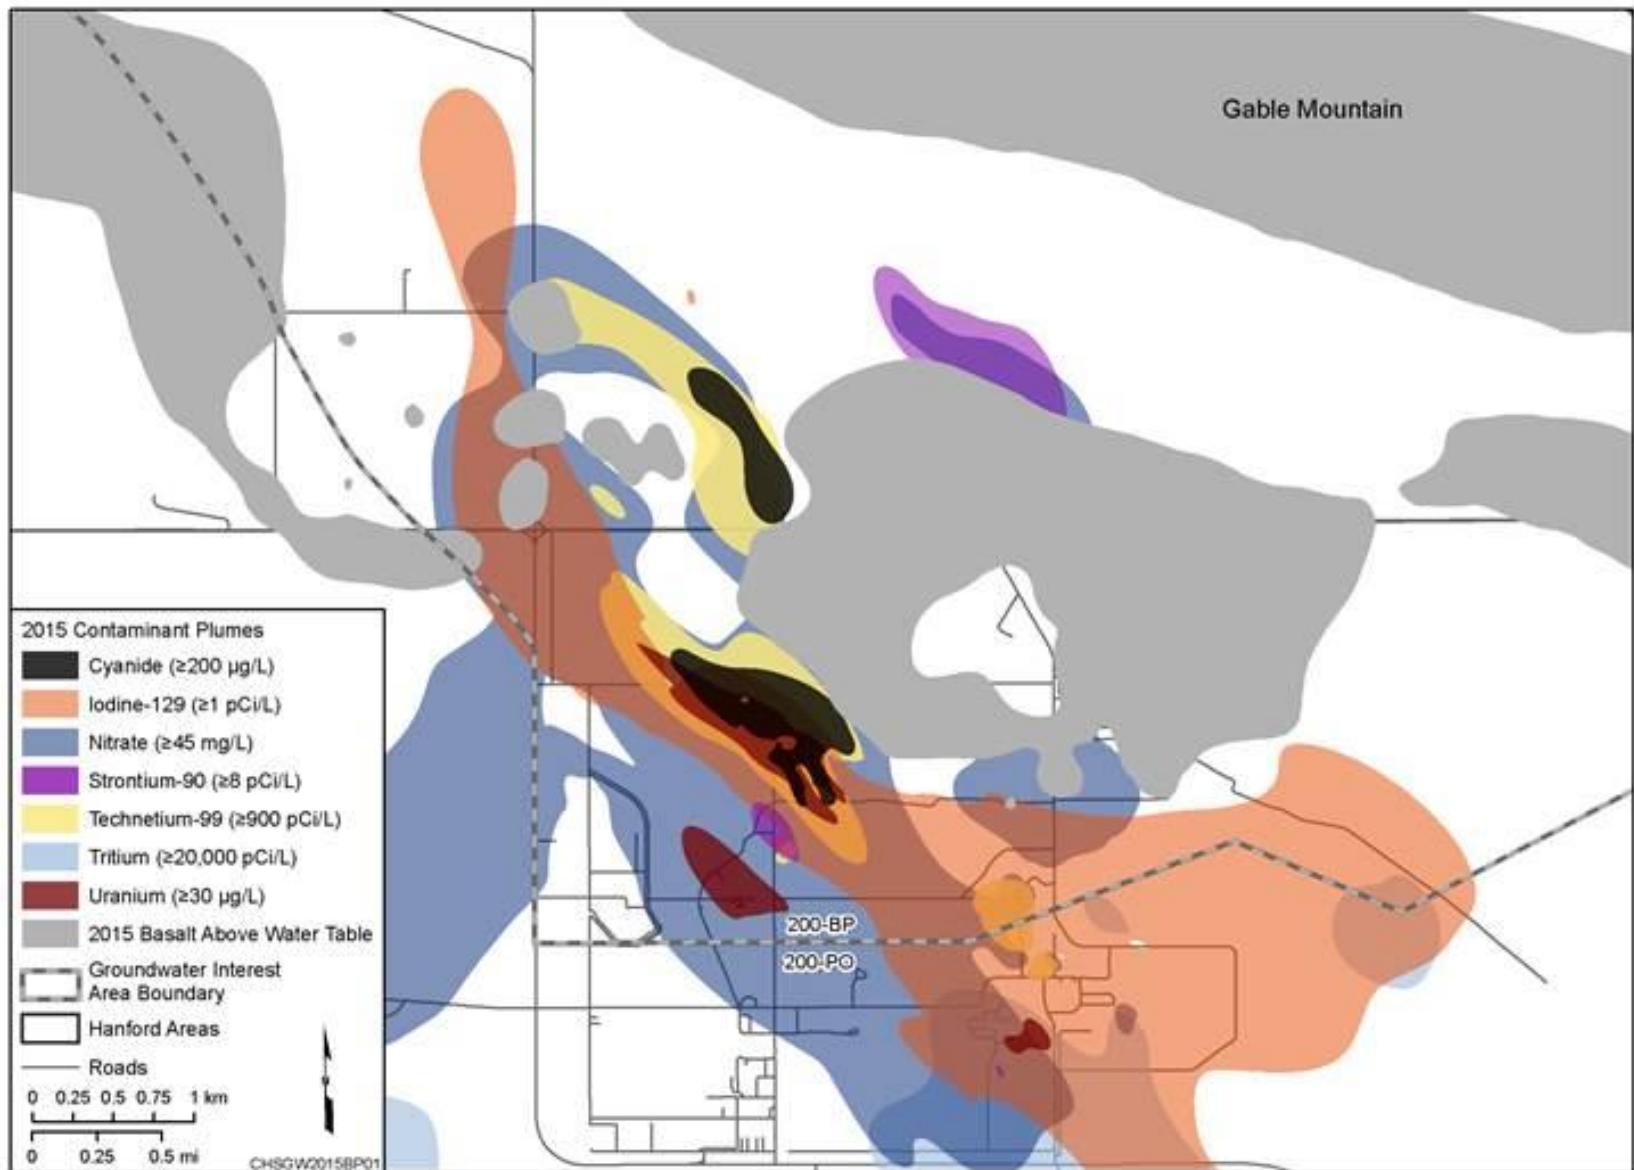 Gable Mountain
2015 Contaminant Plumes
Cyanide (≥200 µg/L)
Iodine-129 (≥1 pCi/L)
Nitrate (≥45 mg/L)
Strontium-90 (≥8 pCi/L)
Technetium-99 (≥900 pCi/L)
Tritium (≥20,000 pCi/L)
Uranium (≥30 µg/L)
2015 Basalt Above Water Table
Groundwater Interest
Area Boundary
Hanford Areas
Roads
0 0.25 0.5 0.75 1 km
0 0.25 0.5 mi
CHSGW2015BP01
200-BP
200-PO